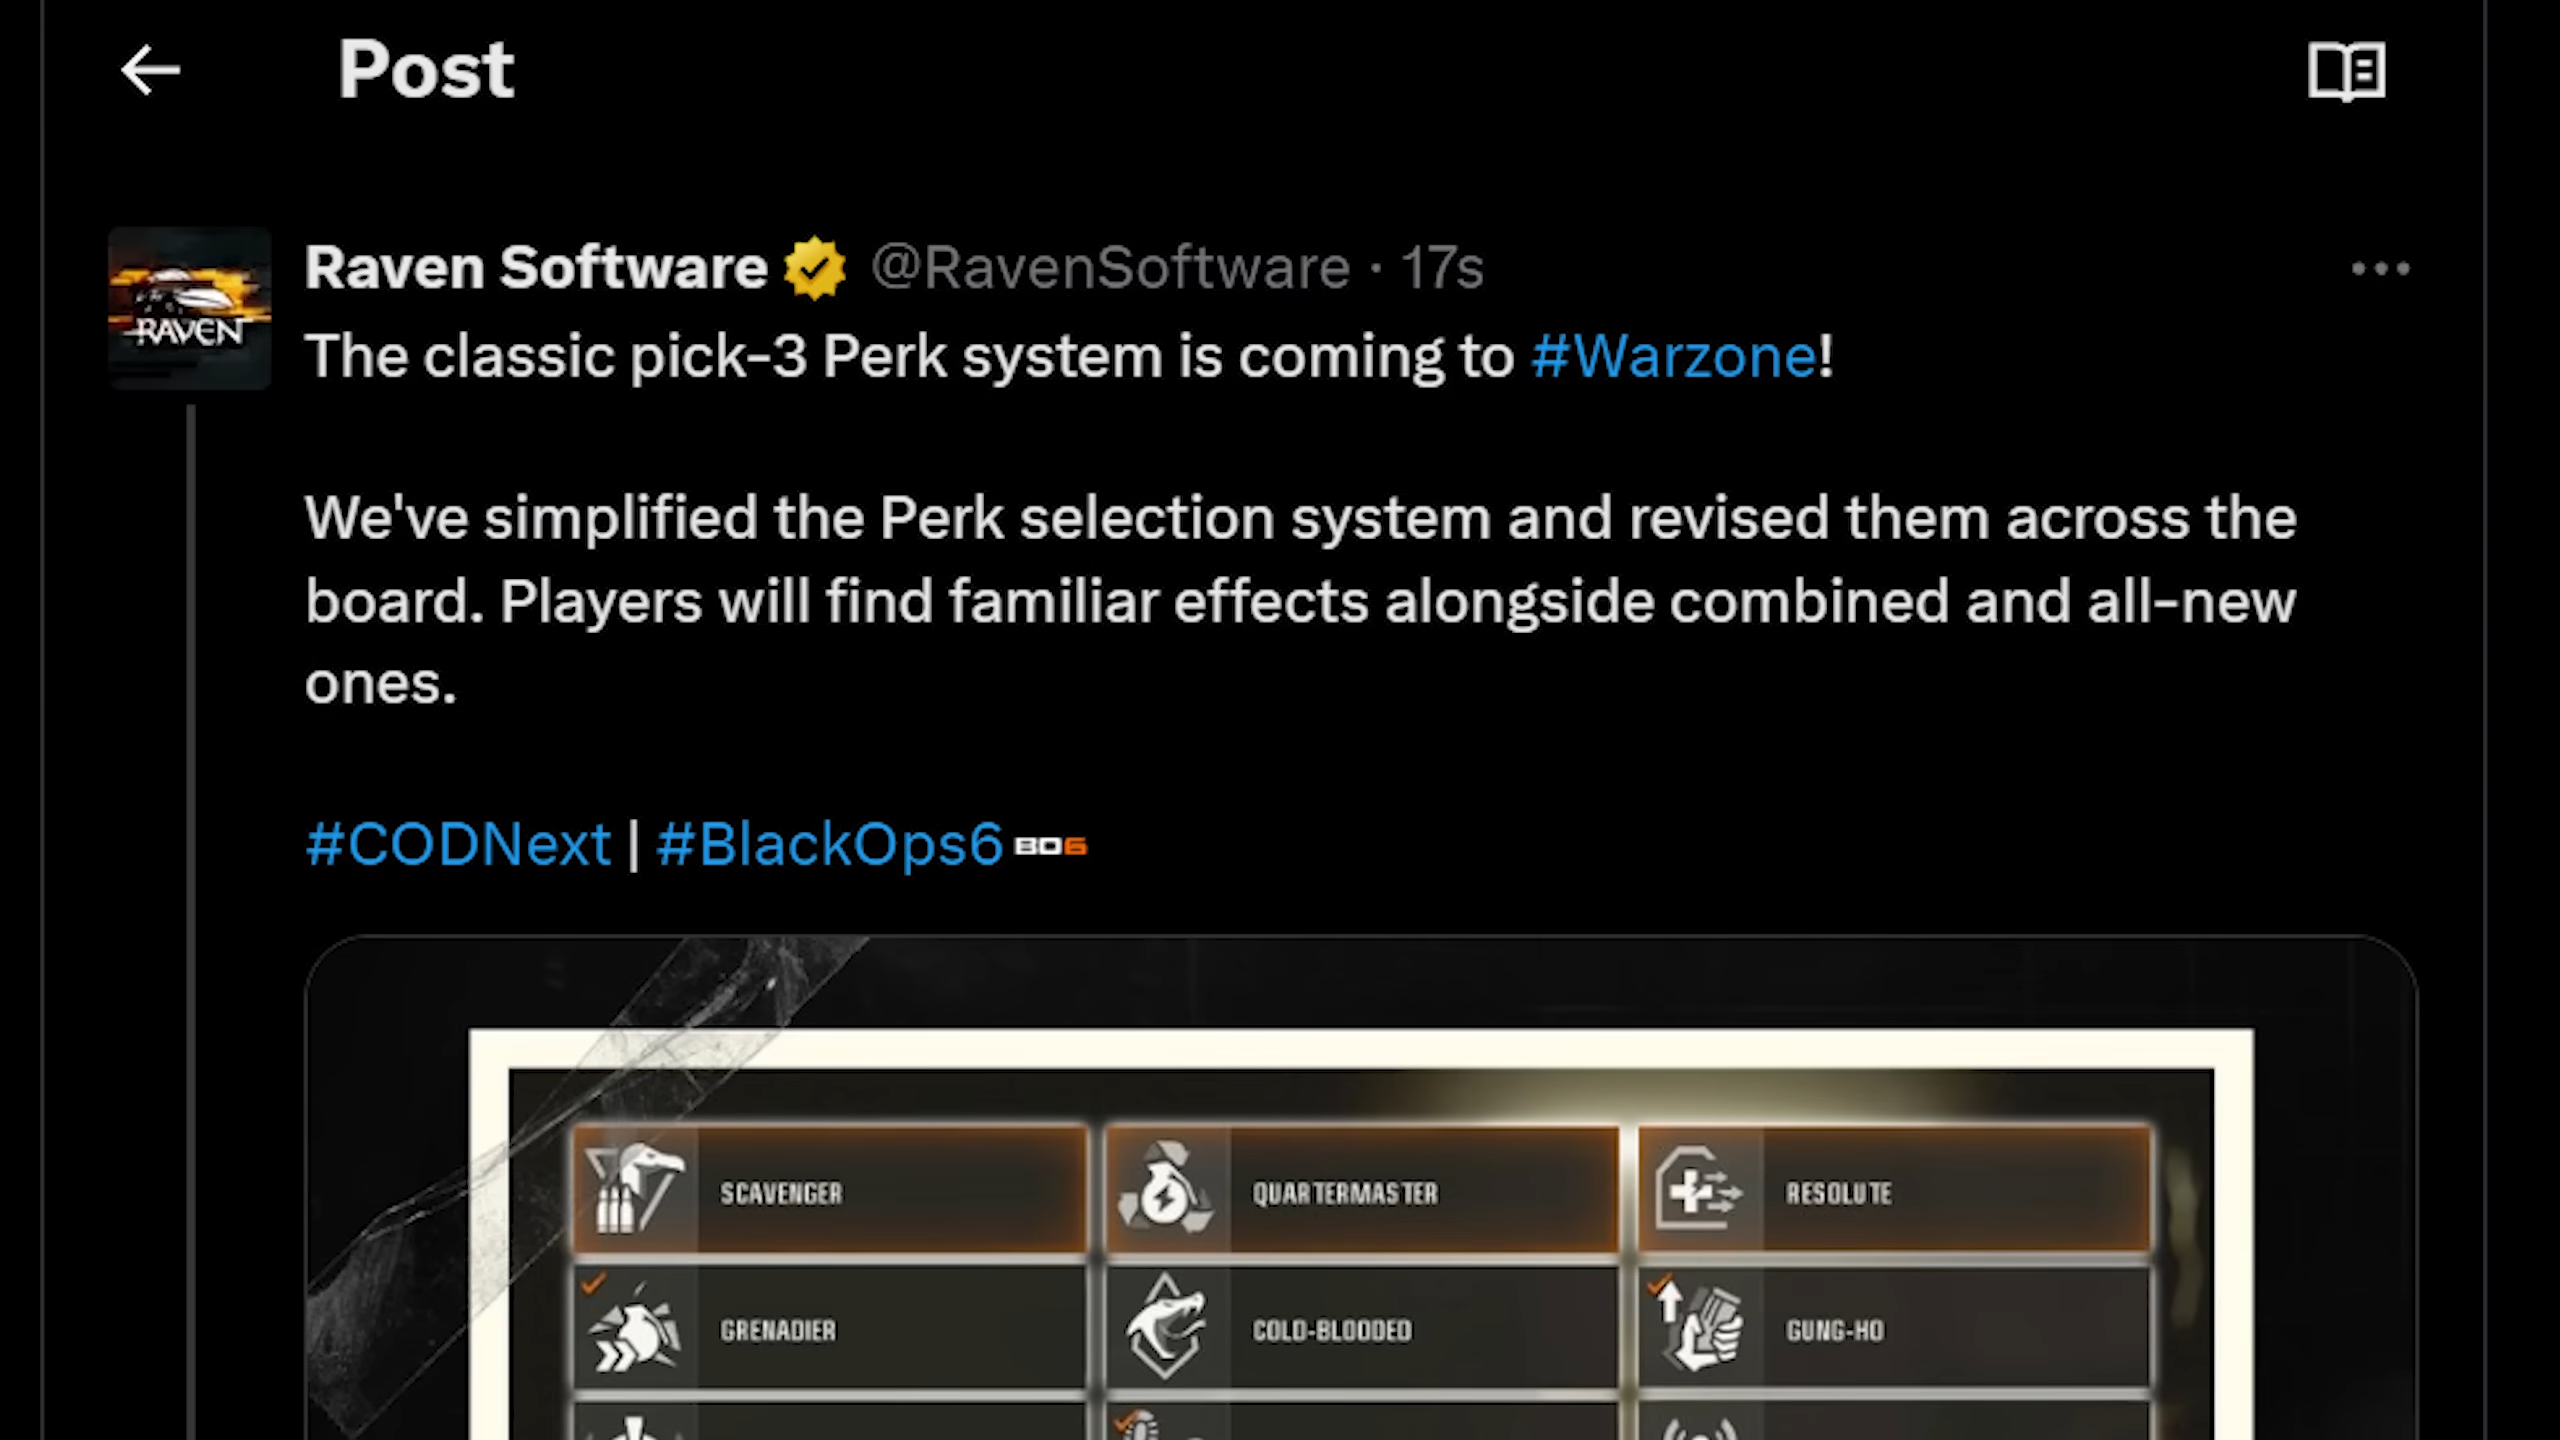 Post
RAVEN
Raven Software @RavenSoftware · 17s
The classic pick-3 Perk system is coming to #Warzone!
We've simplified the Perk selection system and revised them across the
board. Players will find familiar effects alongside combined and all-new
ones.
#CODNext | #BlackOps6 BO6
SCAVENGER QUARTERMASTER RESOLUTE
GRENADIER COLD-BLOODED GUNG-HO